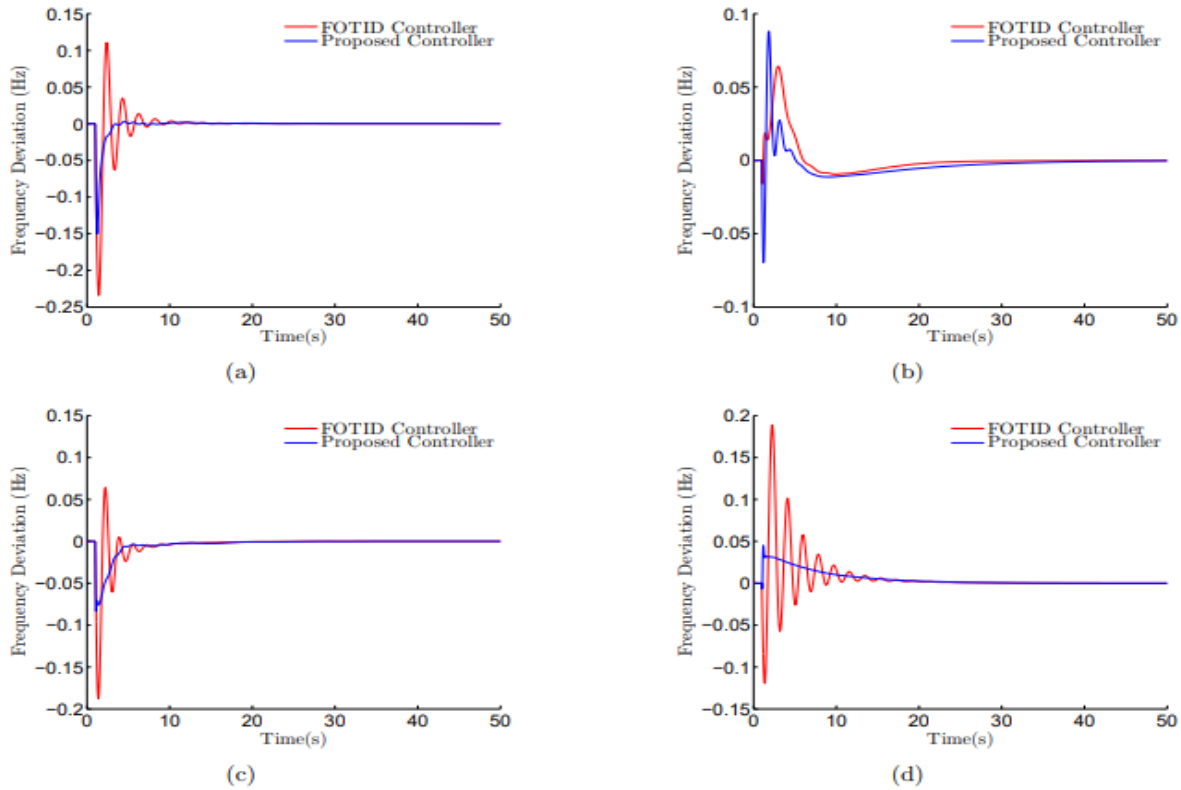 0.15
0.1
0.05
0
−0.05
−0.1
−0.15
−0.2
−0.25
Frequency Deviation (Hz)
FOTID Controller
Proposed Controller
0 10 20 30 40 50
Time(s)
(a)
0.1
0.05
0
−0.05
−0.1
Frequency Deviation (Hz)
FOTID Controller
Proposed Controller
0 10 20 30 40 50
Time(s)
(b)
0.15
0.1
0.05
0
−0.05
−0.1
−0.15
−0.2
Frequency Deviation (Hz)
FOTID Controller
Proposed Controller
0 10 20 30 40 50
Time(s)
(c)
0.2
0.15
0.1
0.05
0
−0.05
−0.1
−0.15
Frequency Deviation (Hz)
FOTID Controller
Proposed Controller
0 10 20 30 40 50
Time(s)
(d)